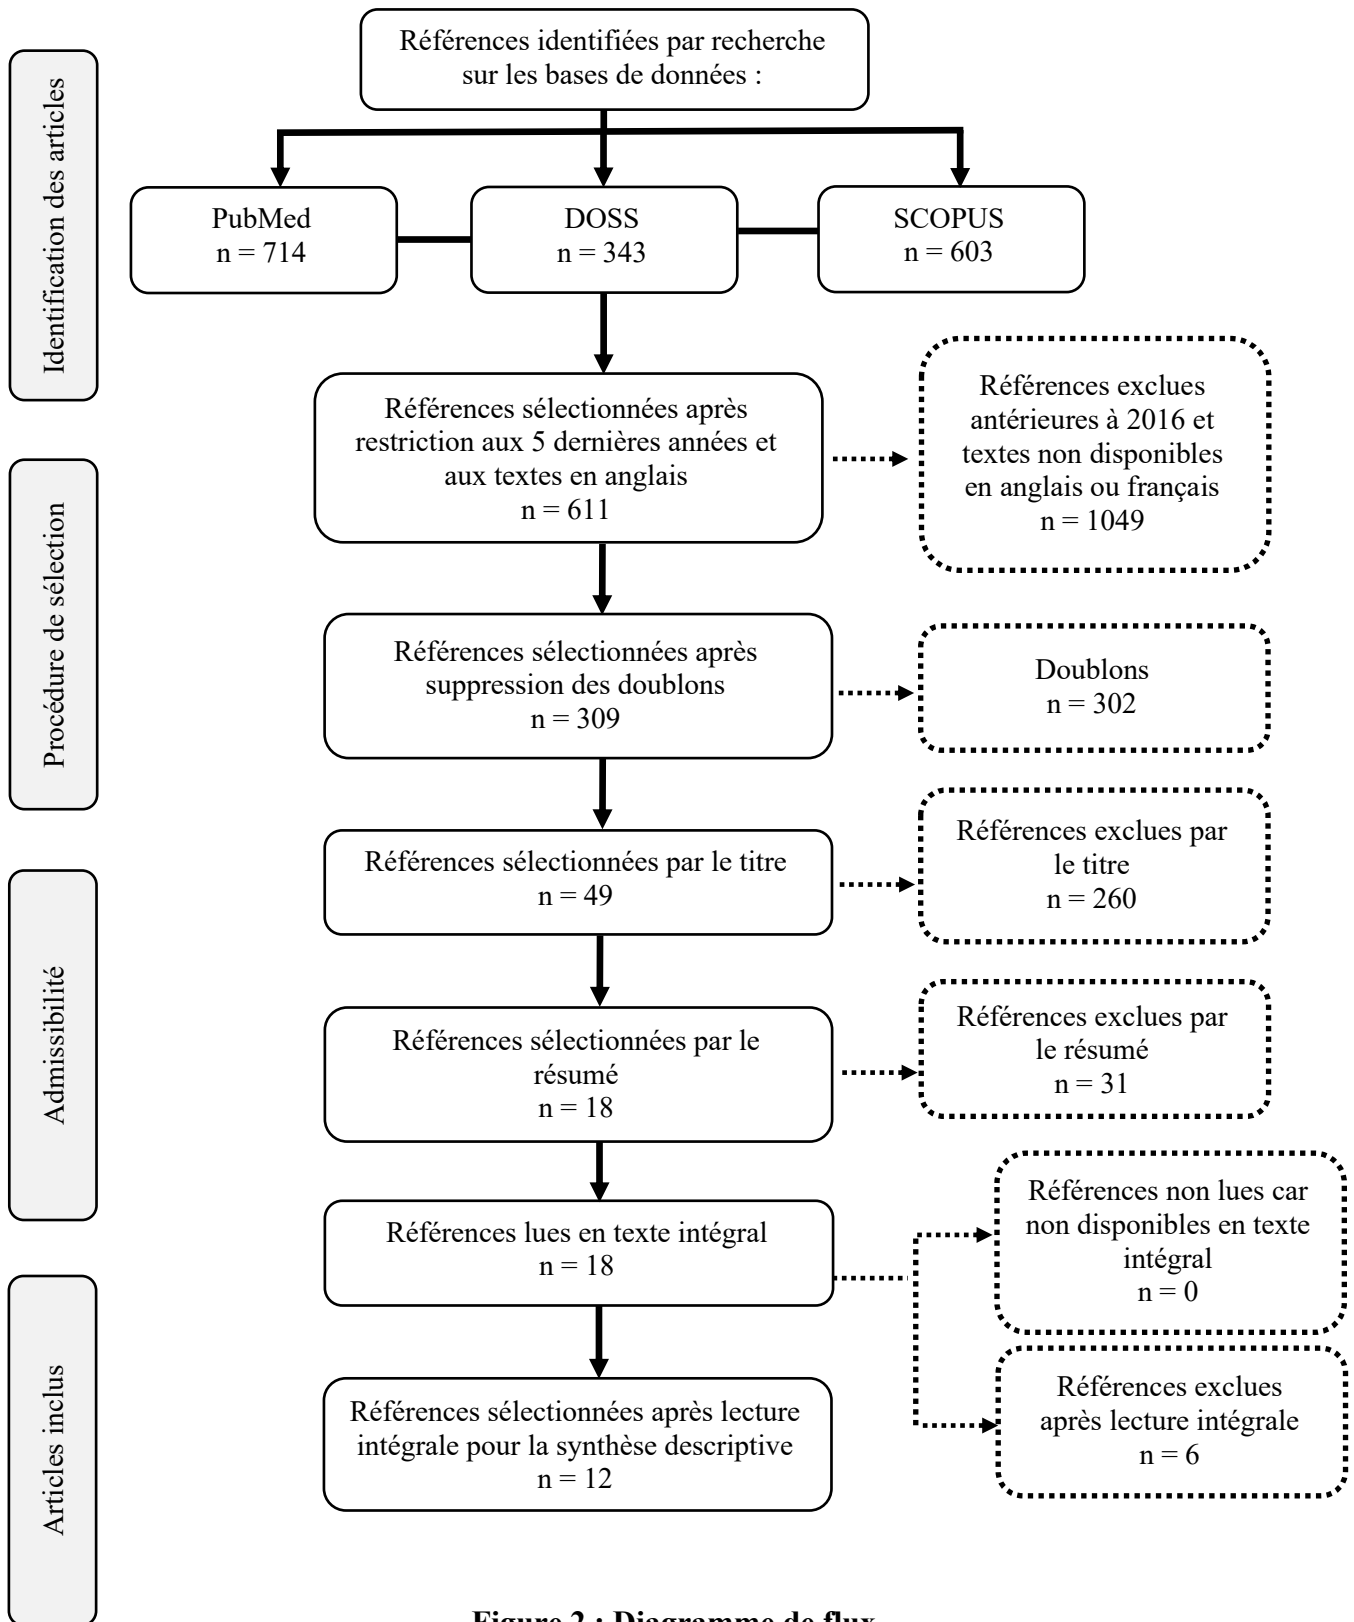 Références identifiées par recherche
sur les bases de données :
Identification des articles
PubMed
n = 714
DOSS
n = 343
SCOPUS
n = 603
Références sélectionnées après
restriction aux 5 dernières années et
aux textes en anglais
n = 611
Références exclues
antérieures à 2016 et
textes non disponibles
en anglais ou français
n = 1049
Procédure de sélection
Références sélectionnées après
suppression des doublons
n = 309
Doublons
n = 302
Références sélectionnées par le titre
n = 49
Références exclues par
le titre
n = 260
Admissibilité
Références sélectionnées par le
résumé
n = 18
Références exclues par
le résumé
n = 31
Références lues en texte intégral
n = 18
Références non lues car
non disponibles en texte
intégral
n = 0
Articles inclus
Références sélectionnées après lecture
intégrale pour la synthèse descriptive
n = 12
Références exclues
après lecture intégrale
n = 6
Figure 2 : Diagramme de flux